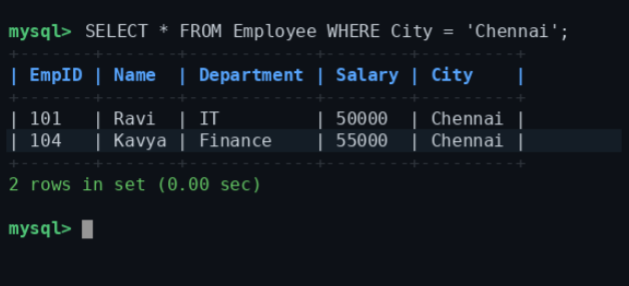 mysql> SELECT * FROM Employee WHERE City = 'Chennai';
+-------+-------+------------+--------+---------+
| EmpID | Name  | Department | Salary | City    |
+-------+-------+------------+--------+---------+
| 101   | Ravi  | IT         | 50000  | Chennai |
| 104   | Kavya | Finance    | 55000  | Chennai |
+-------+-------+------------+--------+---------+
2 rows in set (0.00 sec)
mysql>